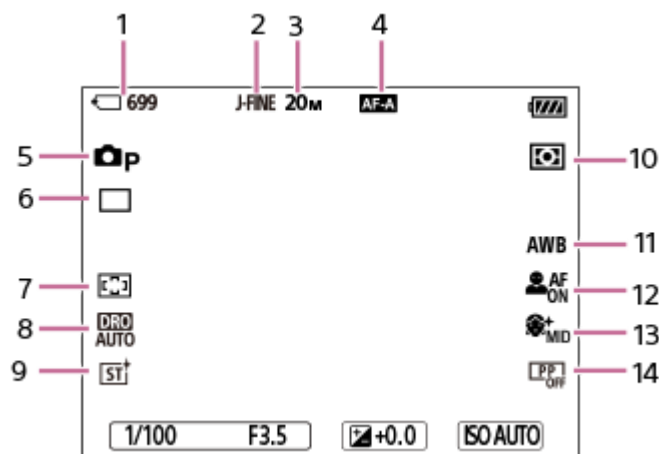 1 2 3 4
699 J-FINE 20M AF-A
5 P 10
6
AWB 11
7 AF ON 12
8 DRO AUTO MID 13
9 ST PP OFF 14
1/100 F3.5 +0.0 ISO AUTO